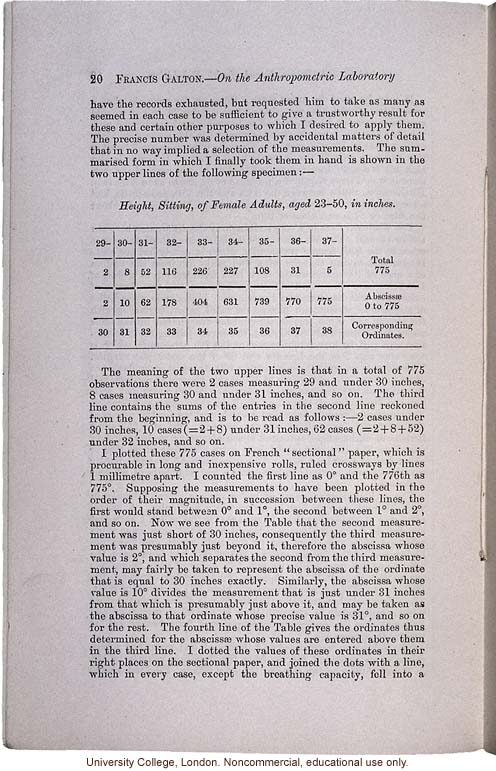 20 FRANCIS GALTON.—On the Anthropometric Laboratory
have the records exhausted, but requested him to take as many as
seemed in each case to be sufficient to give a trustworthy result for
these and certain other purposes to which I desired to apply them.
The precise number was determined by accidental matters of detail
that in no way implied a selection of the measurements. The sum-
marised form in which I finally took them in hand is shown in the
two upper lines of the following specimen :—
Height, Sitting, of Female Adults, aged 23–50, in inches.
29– 30– 31– 32– 33– 34– 35– 36– 37–
2 8 52 116 226 227 108 31 5 Total 775
2 10 62 178 404 631 739 770 775 Abscissæ 0 to 775
30 31 32 33 34 35 36 37 38 Corresponding Ordinates.
The meaning of the two upper lines is that in a total of 775
observations there were 2 cases measuring 29 and under 30 inches,
8 cases measuring 30 and under 31 inches, and so on. The third
line contains the sums of the entries in the second line reckoned
from the beginning, and is to be read as follows :—2 cases under
30 inches, 10 cases (=2+8) under 31 inches, 62 cases (=2+8+52)
under 32 inches, and so on.
I plotted these 775 cases on French "sectional" paper, which is
procurable in long and inexpensive rolls, ruled crossways by lines
1 millimetre apart. I counted the first line as 0° and the 776th as
775°. Supposing the measurements to have been plotted in the
order of their magnitude, in succession between these lines, the
first would stand between 0° and 1°, the second between 1° and 2°,
and so on. Now we see from the Table that the second measure-
ment was just short of 30 inches, consequently the third measure-
ment was presumably just beyond it, therefore the abscissa whose
value is 2°, and which separates the second from the third measure-
ment, may fairly be taken to represent the abscissa of the ordinate
that is equal to 30 inches exactly. Similarly, the abscissa whose
value is 10° divides the measurement that is just under 31 inches
from that which is presumably just above it, and may be taken as
the abscissa to that ordinate whose precise value is 31°, and so on
for the rest. The fourth line of the Table gives the ordinates thus
determined for the abscissæ whose values are entered above them
in the third line. I dotted the values of these ordinates in their
right places on the sectional paper, and joined the dots with a line,
which in every case, except the breathing capacity, fell into a
University College, London. Noncommercial, educational use only.